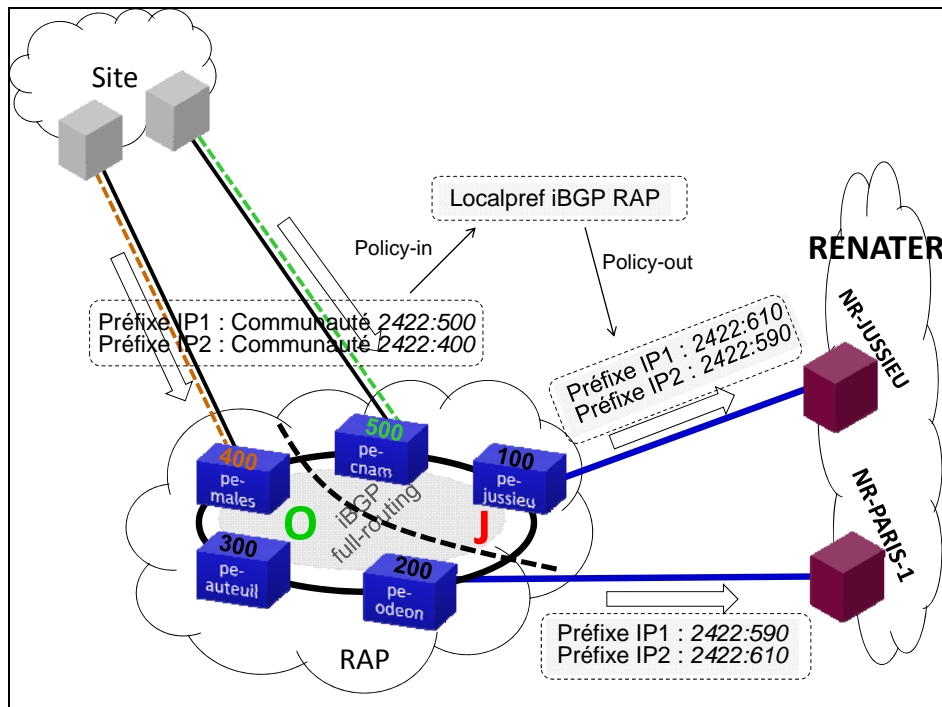 Site
Localpref iBGP RAP
Policy-in
Policy-out
RENATER
Préfixe IP1 : Communauté 2422:500
Préfixe IP2 : Communauté 2422:400
Préfixe IP1 : 2422:610
Préfixe IP2 : 2422:590
NR-JUSSIEU
500
pe-
cnam
400
pe-
males
100
pe-
jussieu
iBGP
full-routing
O
J
300
pe-
auteuil
200
pe-
odeon
NR-PARIS-1
Préfixe IP1 : 2422:590
Préfixe IP2 : 2422:610
RAP